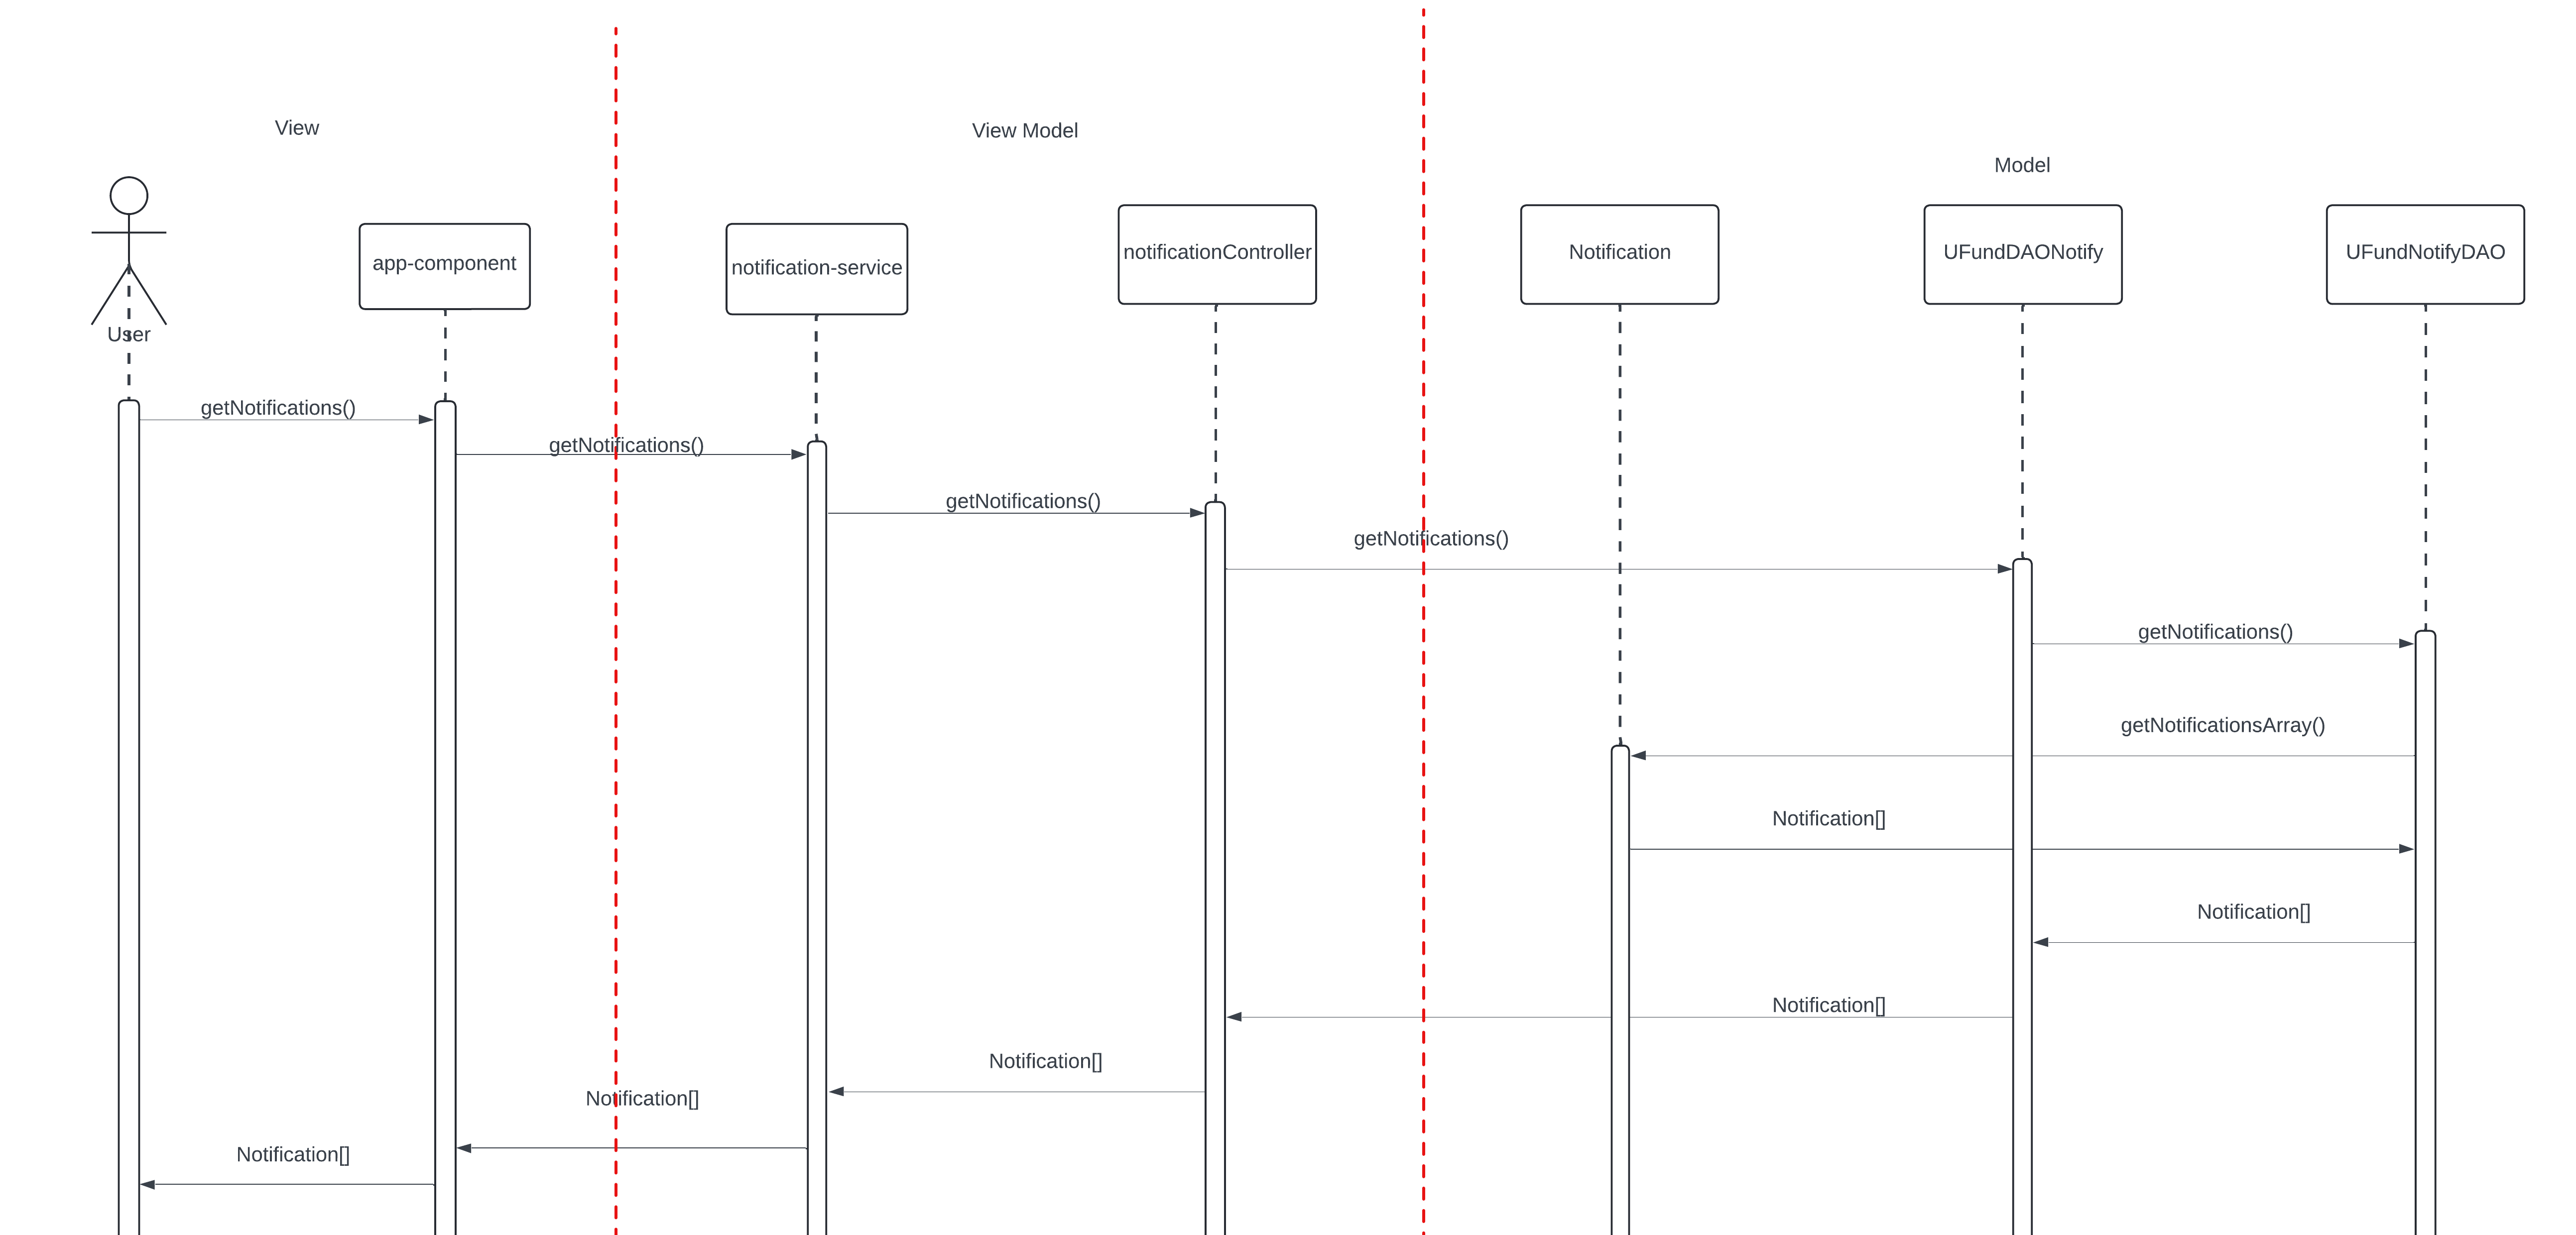 View
View Model
Model
User
app-component
notification-service
notificationController
Notification
UFundDAONotify
UFundNotifyDAO
getNotifications()
getNotifications()
getNotifications()
getNotifications()
getNotifications()
getNotificationsArray()
Notification[]
Notification[]
Notification[]
Notification[]
Notification[]
Notification[]